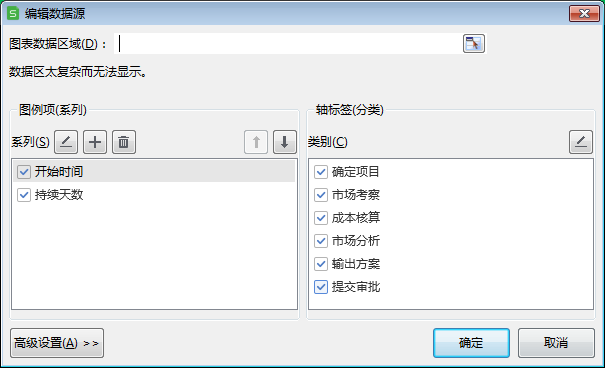 编辑数据源
图表数据区域(D)：
数据区太复杂而无法显示。
图例项(系列)
轴标签(分类)
系列(S)
类别(C)
开始时间
持续天数
确定项目
市场考察
成本核算
市场分析
输出方案
提交审批
高级设置(A) >>
确定
取消